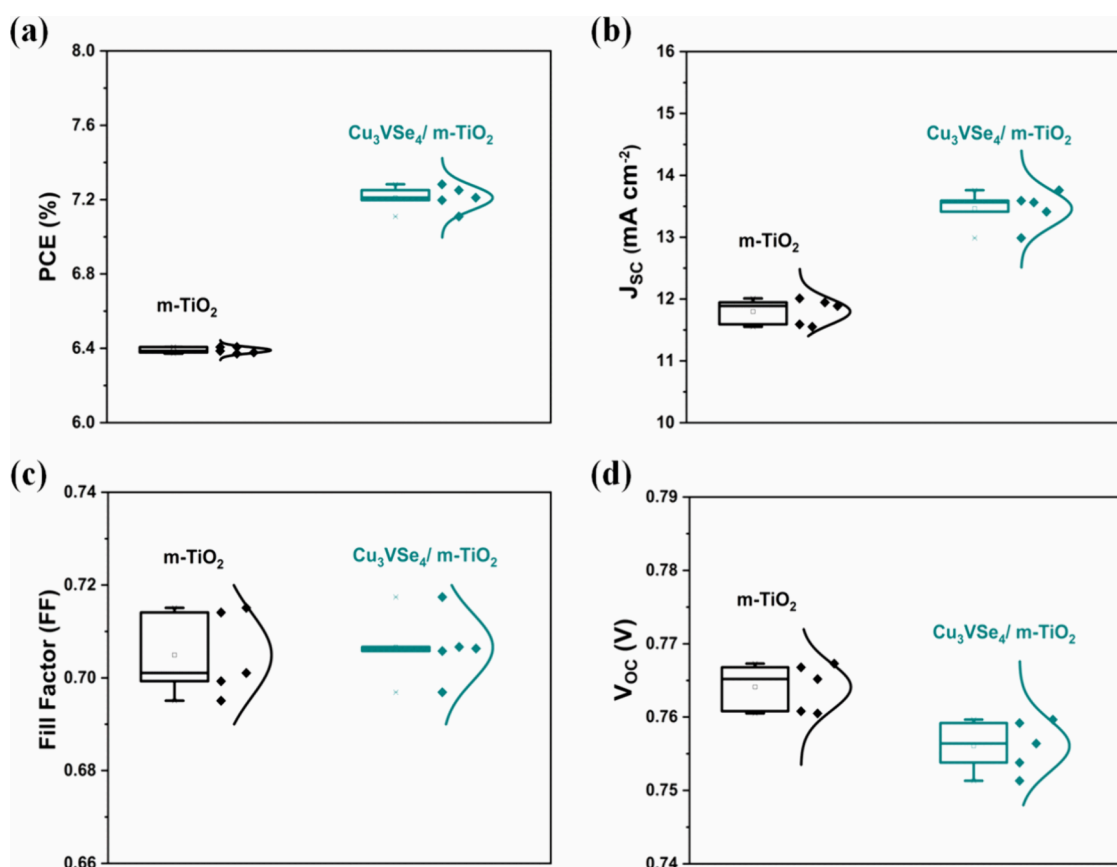 (a)
8.0
7.6
7.2
6.8
6.4
6.0
PCE (%)
m-TiO₂
Cu₃VSe₄/ m-TiO₂
(b)
16
15
14
13
12
11
10
J_SC (mA cm⁻²)
m-TiO₂
Cu₃VSe₄/ m-TiO₂
(c)
0.74
0.72
0.70
0.68
0.66
Fill Factor (FF)
m-TiO₂
Cu₃VSe₄/ m-TiO₂
(d)
0.79
0.78
0.77
0.76
0.75
0.74
V_OC (V)
m-TiO₂
Cu₃VSe₄/ m-TiO₂